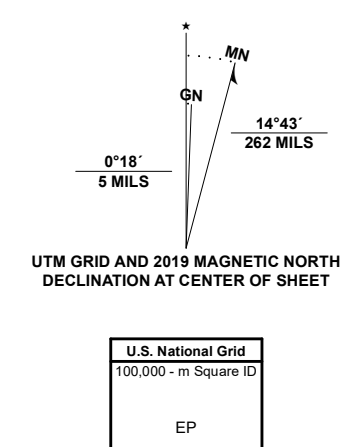 ★
MN
GN
14°43´
262 MILS
0°18´
5 MILS
UTM GRID AND 2019 MAGNETIC NORTH
DECLINATION AT CENTER OF SHEET
U.S. National Grid
100,000 - m Square ID
EP